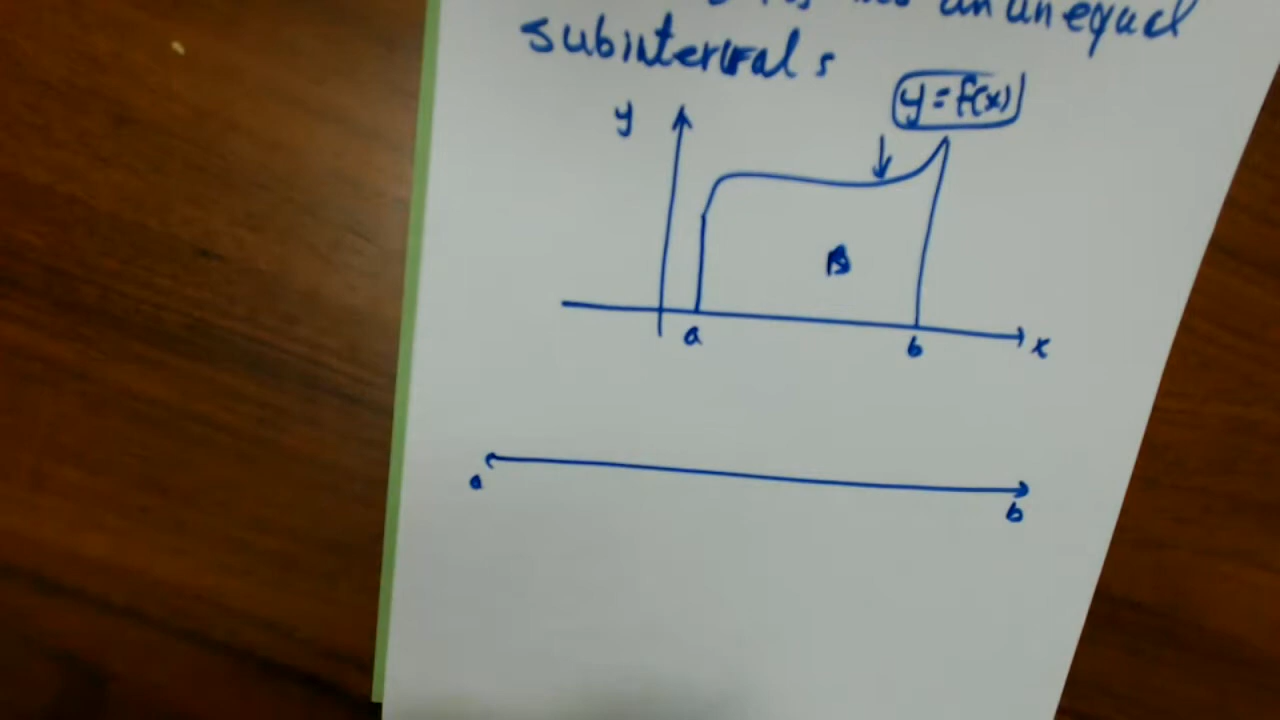 an unequal
subintervals
y = f(x)
y
B
a
b
x
a
b